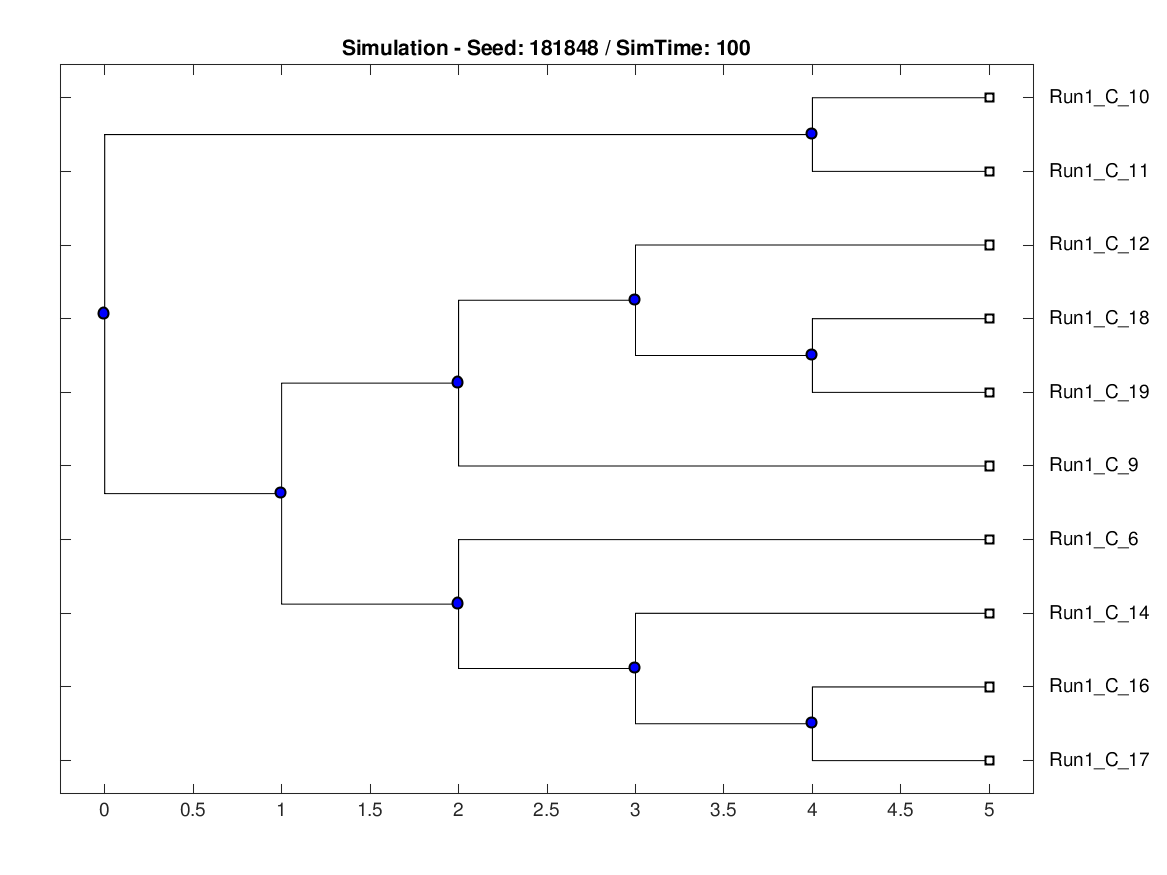 Simulation - Seed: 181848 / SimTime: 100
Run1_C_10
Run1_C_11
Run1_C_12
Run1_C_18
Run1_C_19
Run1_C_9
Run1_C_6
Run1_C_14
Run1_C_16
Run1_C_17
0 0.5 1 1.5 2 2.5 3 3.5 4 4.5 5